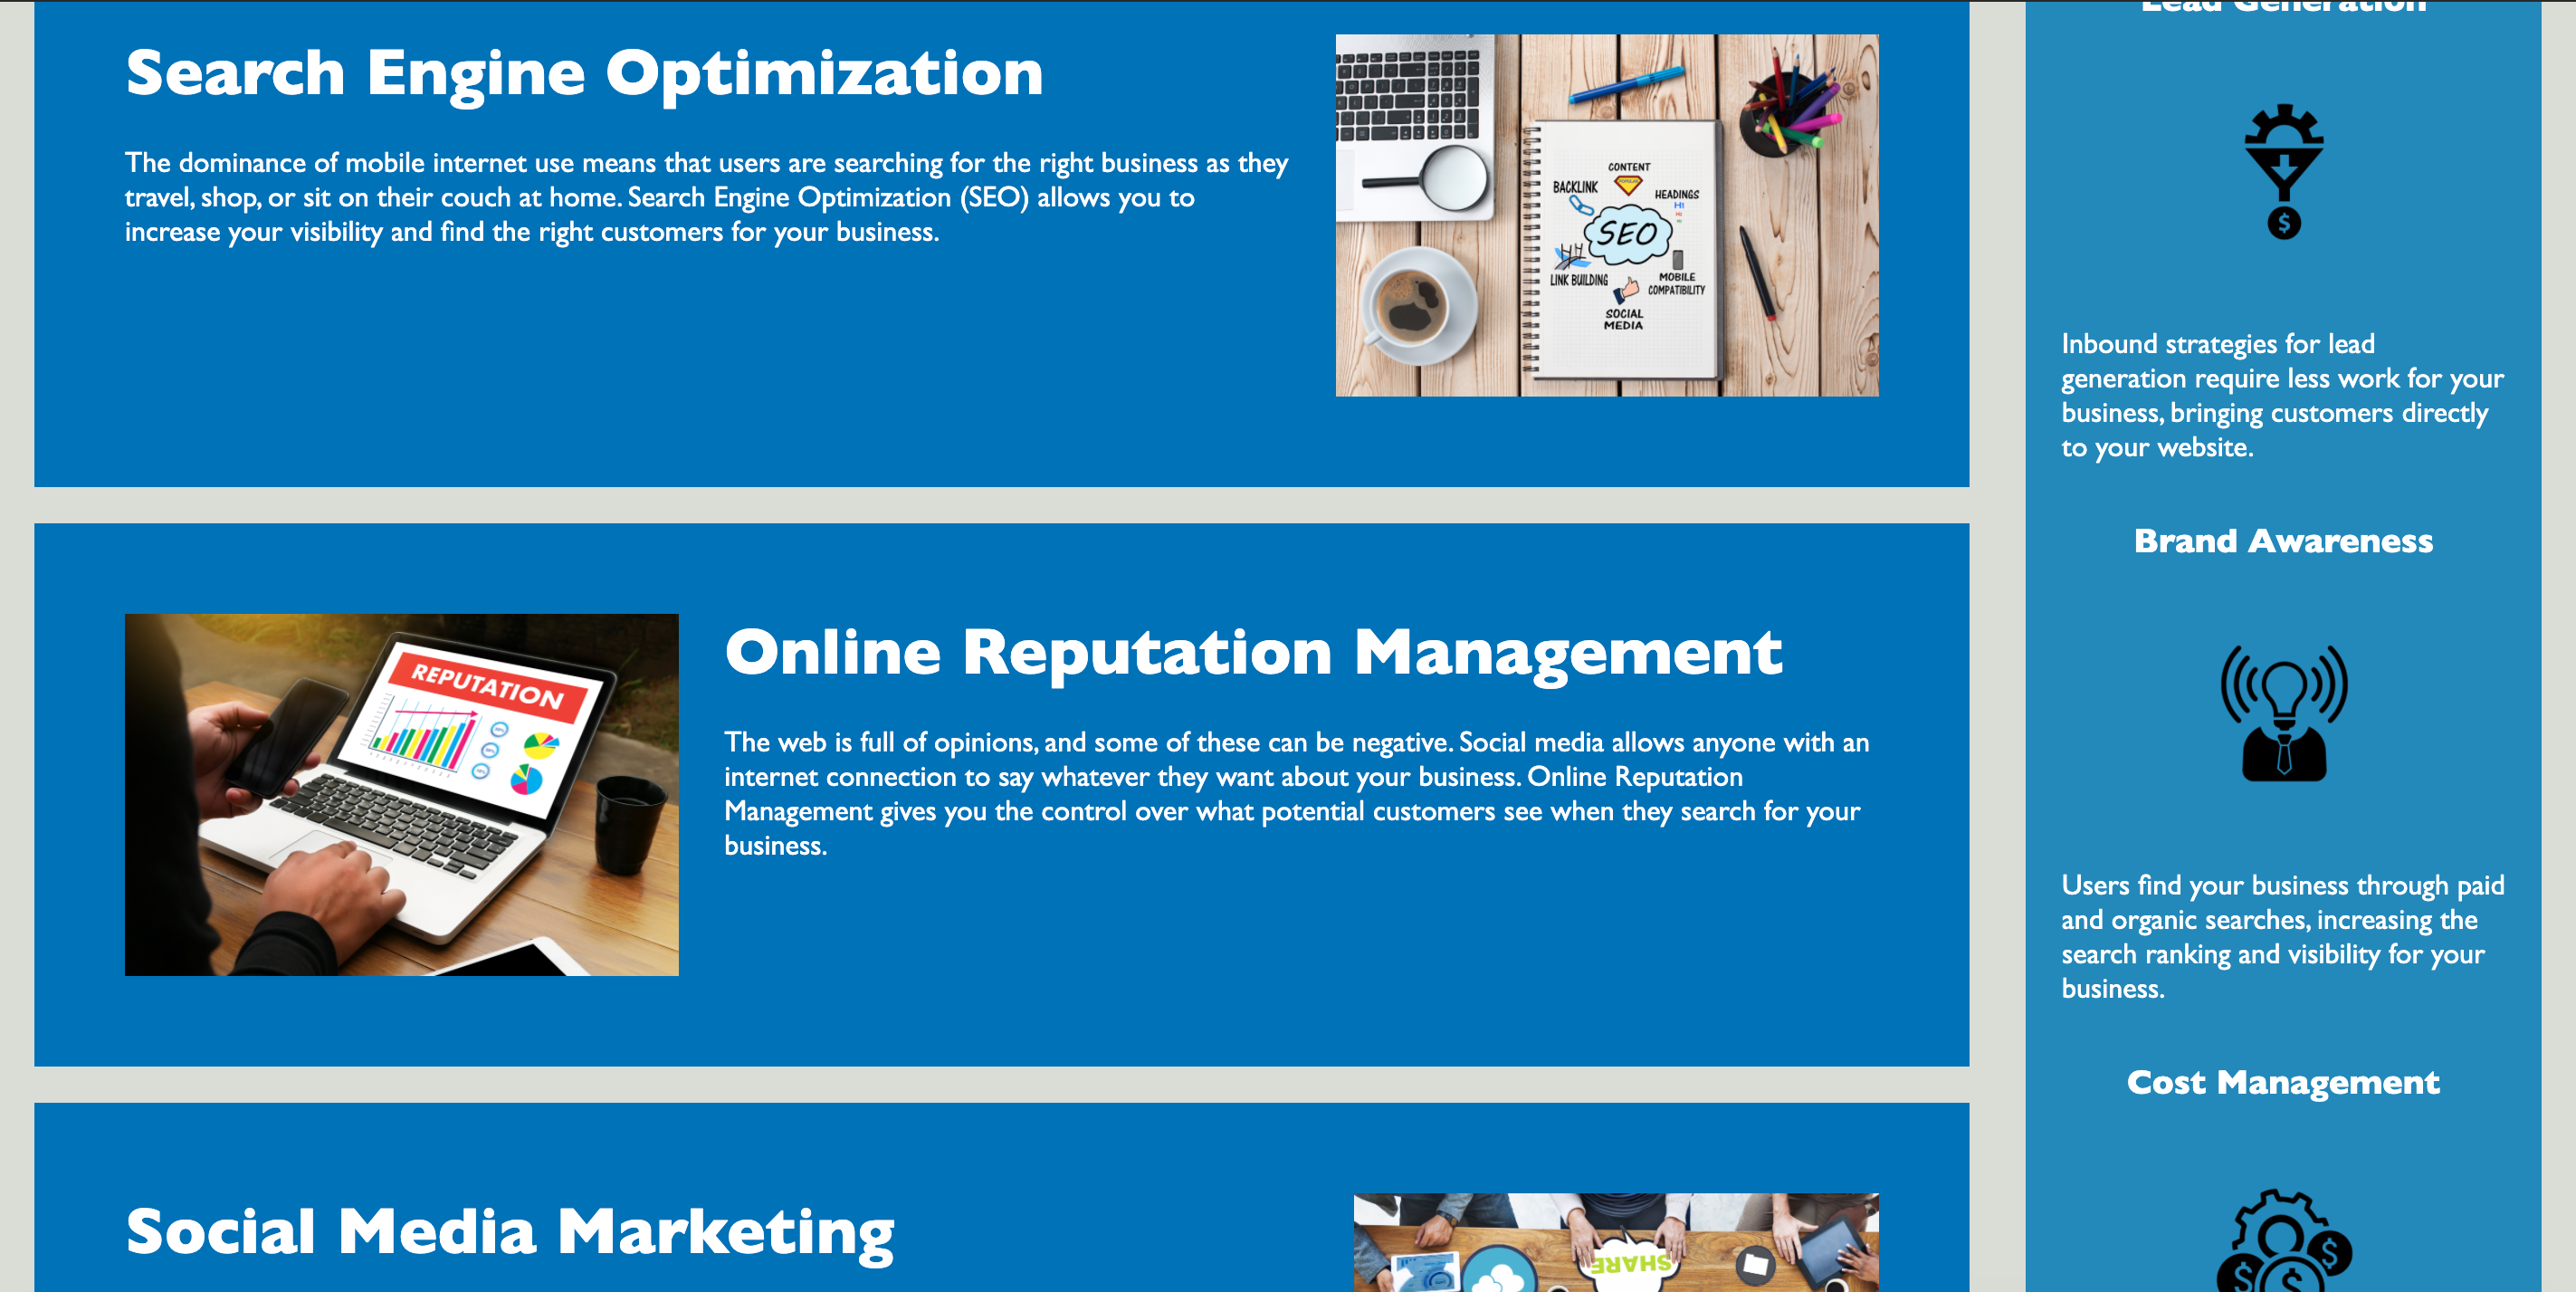 Search Engine Optimization
The dominance of mobile internet use means that users are searching for the right business as they
travel, shop, or sit on their couch at home. Search Engine Optimization (SEO) allows you to
increase your visibility and find the right customers for your business.
CONTENT
BACKLINK
HEADINGS
H1
SEO
LINK BUILDING
MOBILE
COMPATIBILITY
SOCIAL
MEDIA
REPUTATION
Online Reputation Management
The web is full of opinions, and some of these can be negative. Social media allows anyone with an
internet connection to say whatever they want about your business. Online Reputation
Management gives you the control over what potential customers see when they search for your
business.
Social Media Marketing
SHARE
Lead Generation
$
Inbound strategies for lead
generation require less work for your
business, bringing customers directly
to your website.
Brand Awareness
Users find your business through paid
and organic searches, increasing the
search ranking and visibility for your
business.
Cost Management
$
$
$